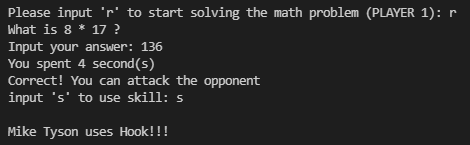 Please input 'r' to start solving the math problem (PLAYER 1): r
What is 8 * 17 ?
Input your answer: 136
You spent 4 second(s)
Correct! You can attack the opponent
input 's' to use skill: s
Mike Tyson uses Hook!!!